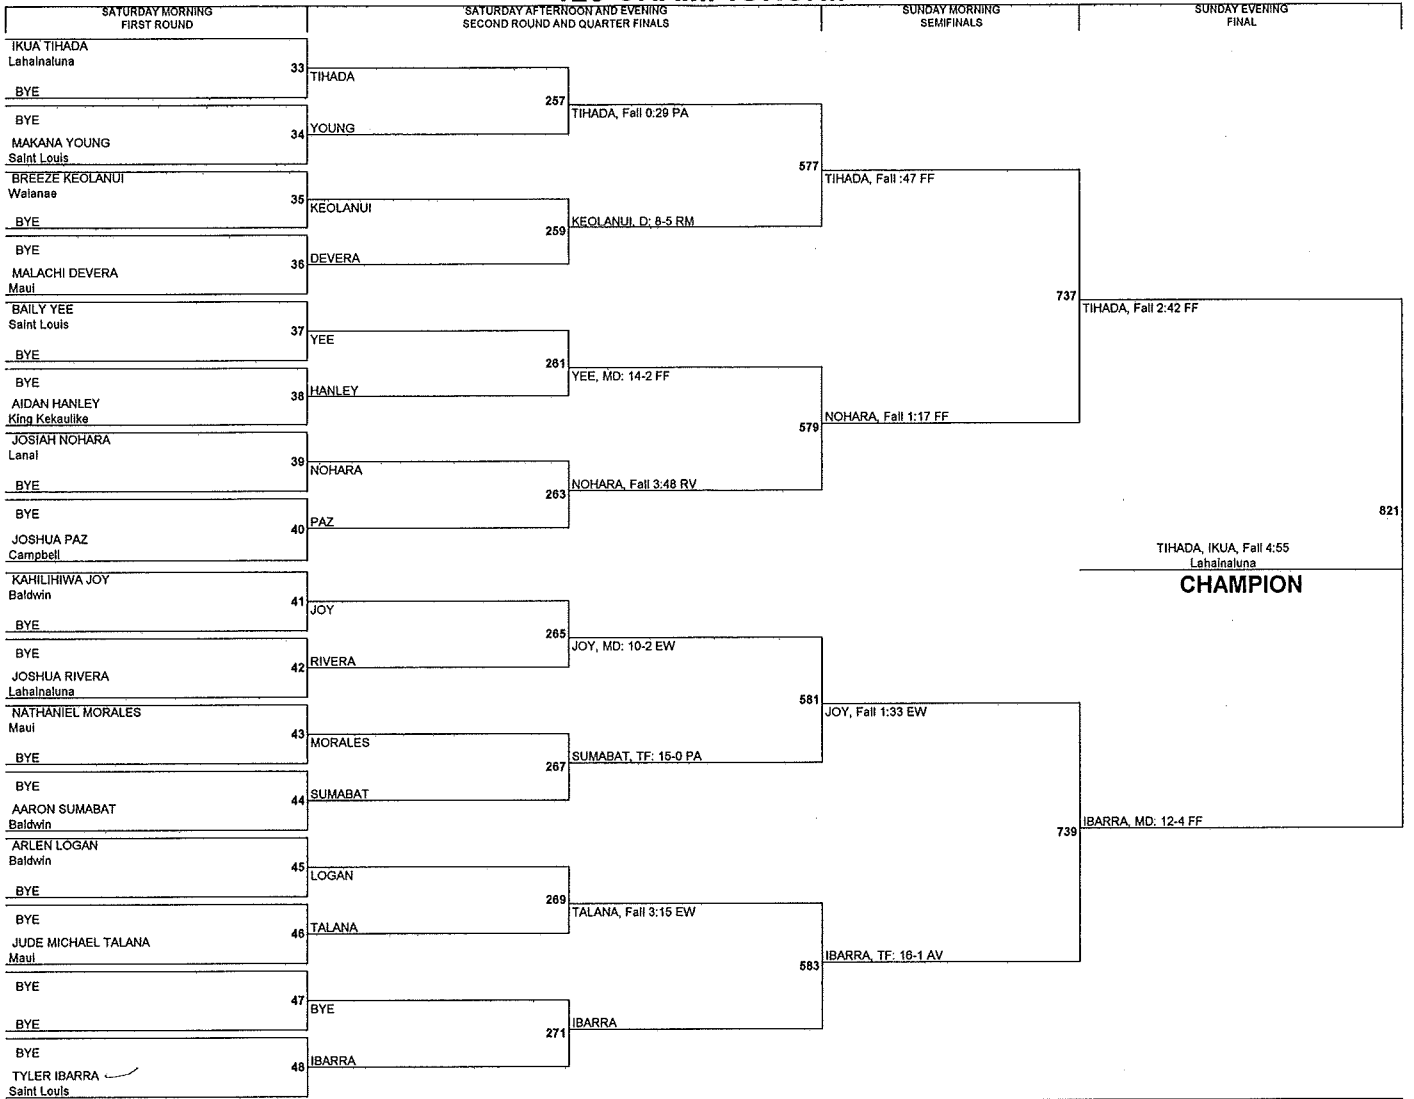 SATURDAY MORNING
FIRST ROUND
SATURDAY AFTERNOON AND EVENING
SECOND ROUND AND QUARTER FINALS
SUNDAY MORNING
SEMIFINALS
SUNDAY EVENING
FINAL
IKUA TIHADA
Lahainaluna
BYE
33
BYE
MAKANA YOUNG
Saint Louis
34
BREEZE KEOLANUI
Waianae
BYE
35
BYE
MALACHI DEVERA
Maui
36
BAILY YEE
Saint Louis
BYE
37
BYE
AIDAN HANLEY
King Kekaulike
38
JOSIAH NOHARA
Lanai
BYE
39
BYE
JOSHUA PAZ
Campbell
40
KAHILIHIWA JOY
Baldwin
BYE
41
BYE
JOSHUA RIVERA
Lahainaluna
42
NATHANIEL MORALES
Maui
BYE
43
BYE
AARON SUMABAT
Baldwin
44
ARLEN LOGAN
Baldwin
BYE
45
BYE
JUDE MICHAEL TALANA
Maui
46
BYE
BYE
47
BYE
TYLER IBARRA
Saint Louis
48
TIHADA
257
YOUNG
KEOLANUI
259
DEVERA
YEE
261
HANLEY
NOHARA
263
PAZ
JOY
265
RIVERA
MORALES
267
SUMABAT
LOGAN
269
TALANA
BYE
271
IBARRA
TIHADA, Fall 0:29 PA
577
KEOLANUI, D: 8-5 RM
YEE, MD: 14-2 FF
579
NOHARA, Fall 3:48 RV
JOY, MD: 10-2 EW
581
SUMABAT, TF: 15-0 PA
TALANA, Fall 3:15 EW
583
IBARRA
TIHADA, Fall :47 FF
737
NOHARA, Fall 1:17 FF
JOY, Fall 1:33 EW
739
IBARRA, TF: 16-1 AV
TIHADA, Fall 2:42 FF
821
TIHADA, IKUA, Fall 4:55
Lahainaluna
CHAMPION
IBARRA, MD: 12-4 FF